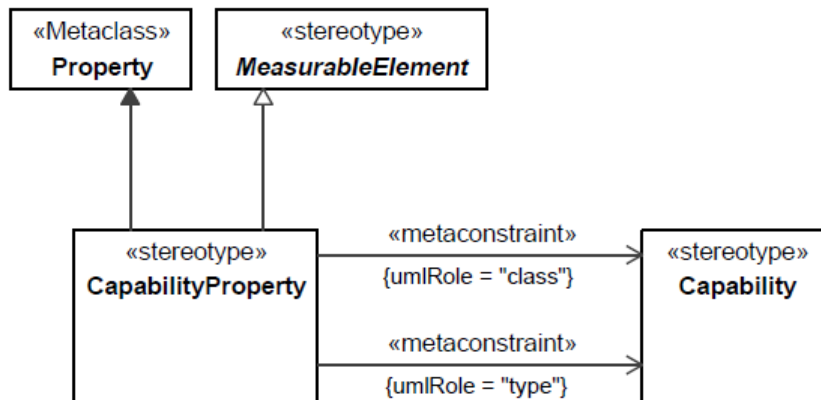 «Metaclass»
Property
«stereotype»
MeasurableElement
«stereotype»
CapabilityProperty
«metaconstraint»
{umlRole = "class"}
«metaconstraint»
{umlRole = "type"}
«stereotype»
Capability